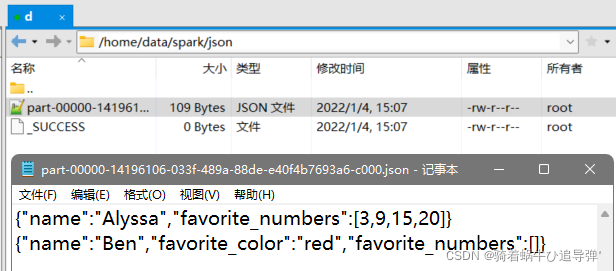 d ×
/home/data/spark/json
名称 大小 类型 修改时间 属性 所有者
..
part-00000-141961... 109 Bytes JSON 文件 2022/1/4, 15:07 -rw-r--r-- root
_SUCCESS 0 Bytes 文件 2022/1/4, 15:07 -rw-r--r-- root
part-00000-14196106-033f-489a-88de-e40f4b7693a6-c000.json - 记事本
文件(F) 编辑(E) 格式(O) 视图(V) 帮助(H)
{"name":"Alyssa","favorite_numbers":[3,9,15,20]}
{"name":"Ben","favorite_color":"red","favorite_numbers":[]}
CSDN @骑着蜗牛ひ追导弹'